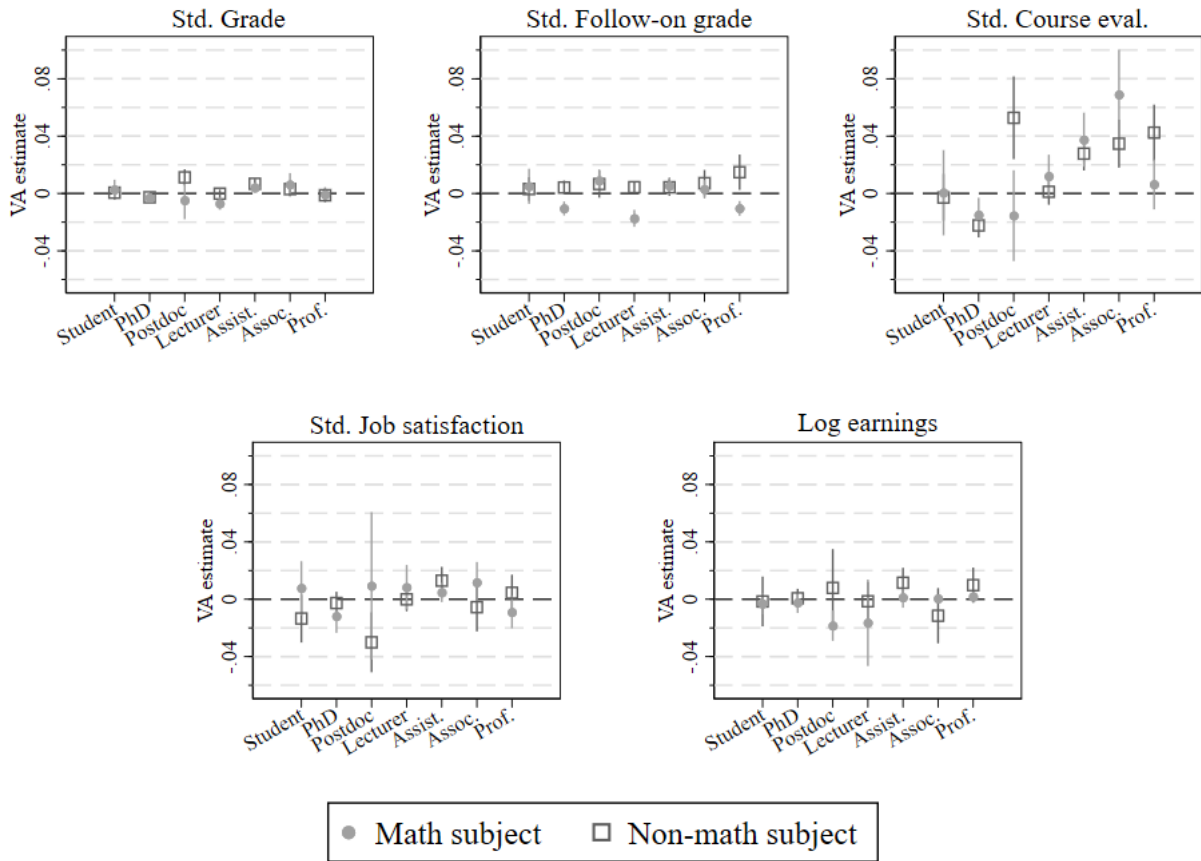 Std. Grade
VA estimate
.08
.04
0
-.04
Student
PhD
Postdoc
Lecturer
Assist.
Assoc.
Prof.
Std. Follow-on grade
VA estimate
.08
.04
0
-.04
Student
PhD
Postdoc
Lecturer
Assist.
Assoc.
Prof.
Std. Course eval.
VA estimate
.08
.04
0
-.04
Student
PhD
Postdoc
Lecturer
Assist.
Assoc.
Prof.
Std. Job satisfaction
VA estimate
.08
.04
0
-.04
Student
PhD
Postdoc
Lecturer
Assist.
Assoc.
Prof.
Log earnings
VA estimate
.08
.04
0
-.04
Student
PhD
Postdoc
Lecturer
Assist.
Assoc.
Prof.
Math subject
Non-math subject